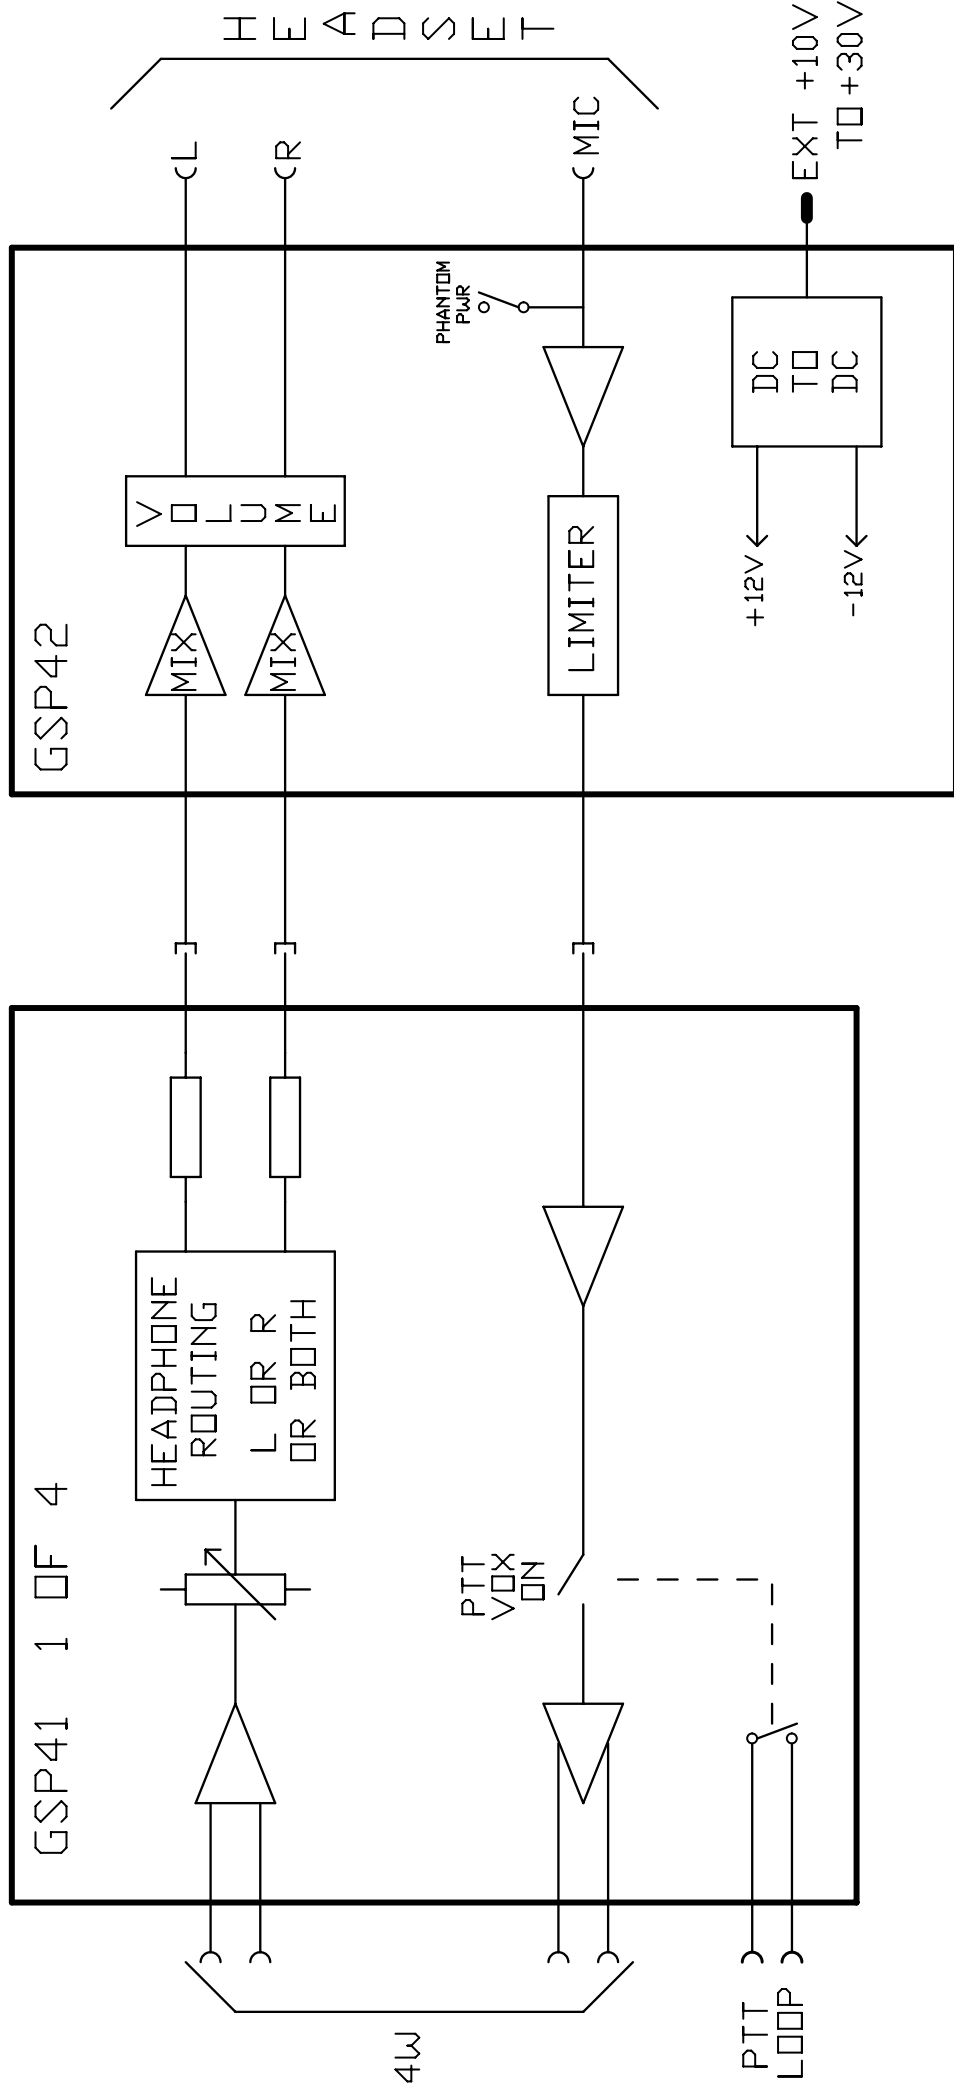 GSP41 1 OF 4
HEADPHONE
ROUTING
L OR R
OR BOTH
4W
PTT
VOX
ON
PTT
LOOP
GSP42
MIX
MIX
VOLUME
L
R
HEADSET
PHANTOM
PWR
MIC
LIMITER
+12V
-12V
DC
TO
DC
EXT +10V
TO +30V